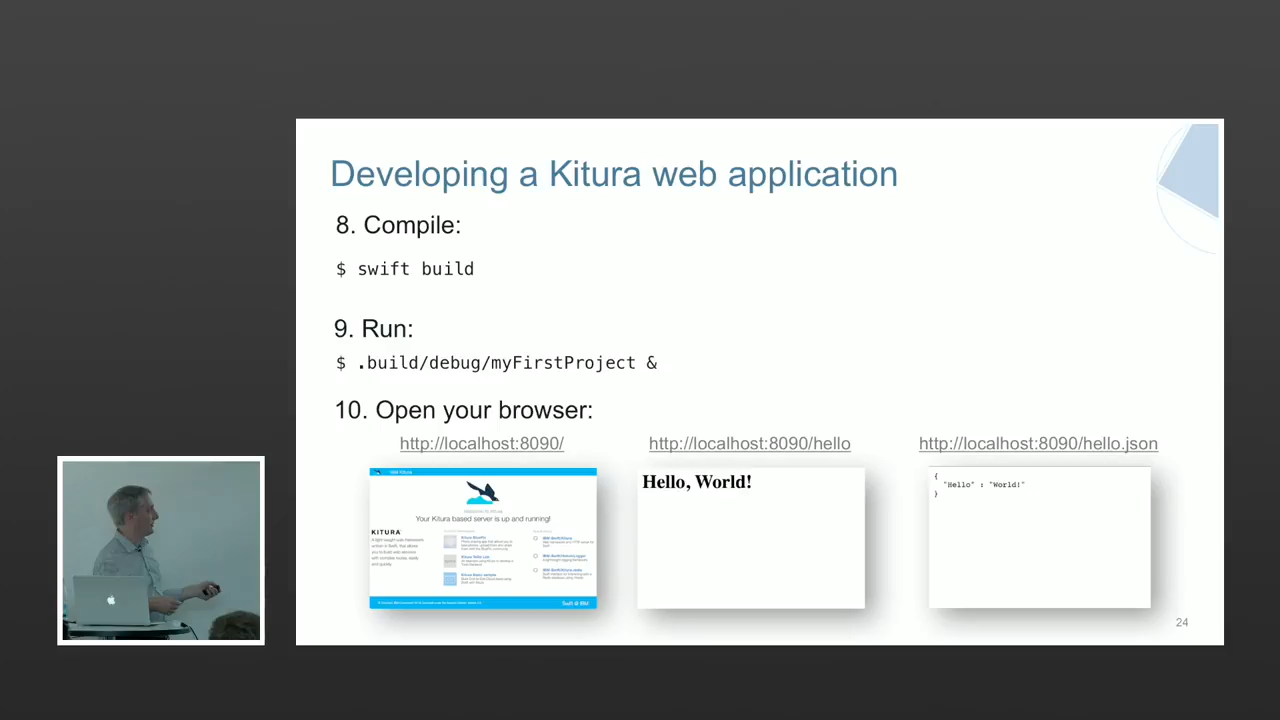 Developing a Kitura web application
8. Compile:
$ swift build
9. Run:
$ .build/debug/myFirstProject &
10. Open your browser:
http://localhost:8090/
http://localhost:8090/hello
http://localhost:8090/hello.json
Your Kitura based server is up and running!
KITURA
Swift @ IBM
Hello, World!
{
"Hello" : "World!"
}
24